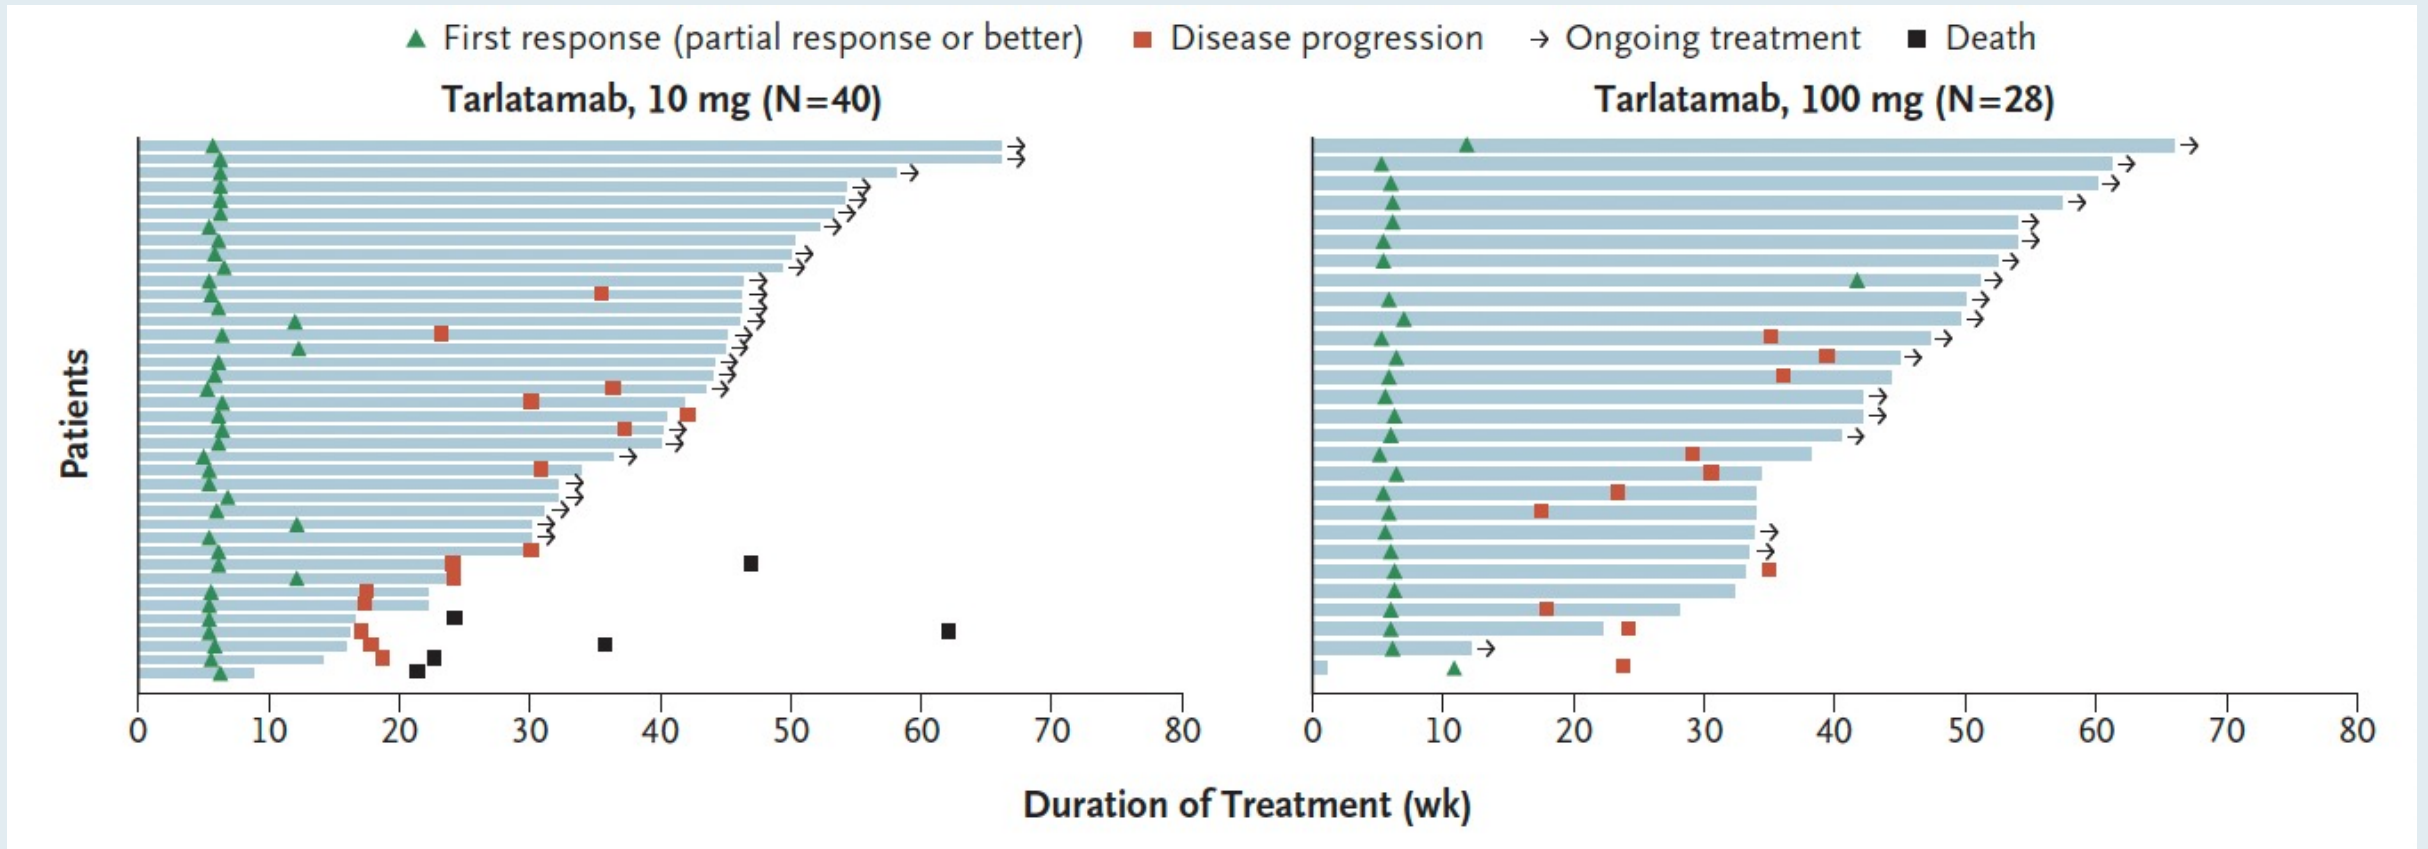 First response (partial response or better) Disease progression Ongoing treatment Death
Tarlatamab, 10 mg (N=40)
Tarlatamab, 100 mg (N=28)
Patients
0 10 20 30 40 50 60 70 80
0 10 20 30 40 50 60 70 80
Duration of Treatment (wk)